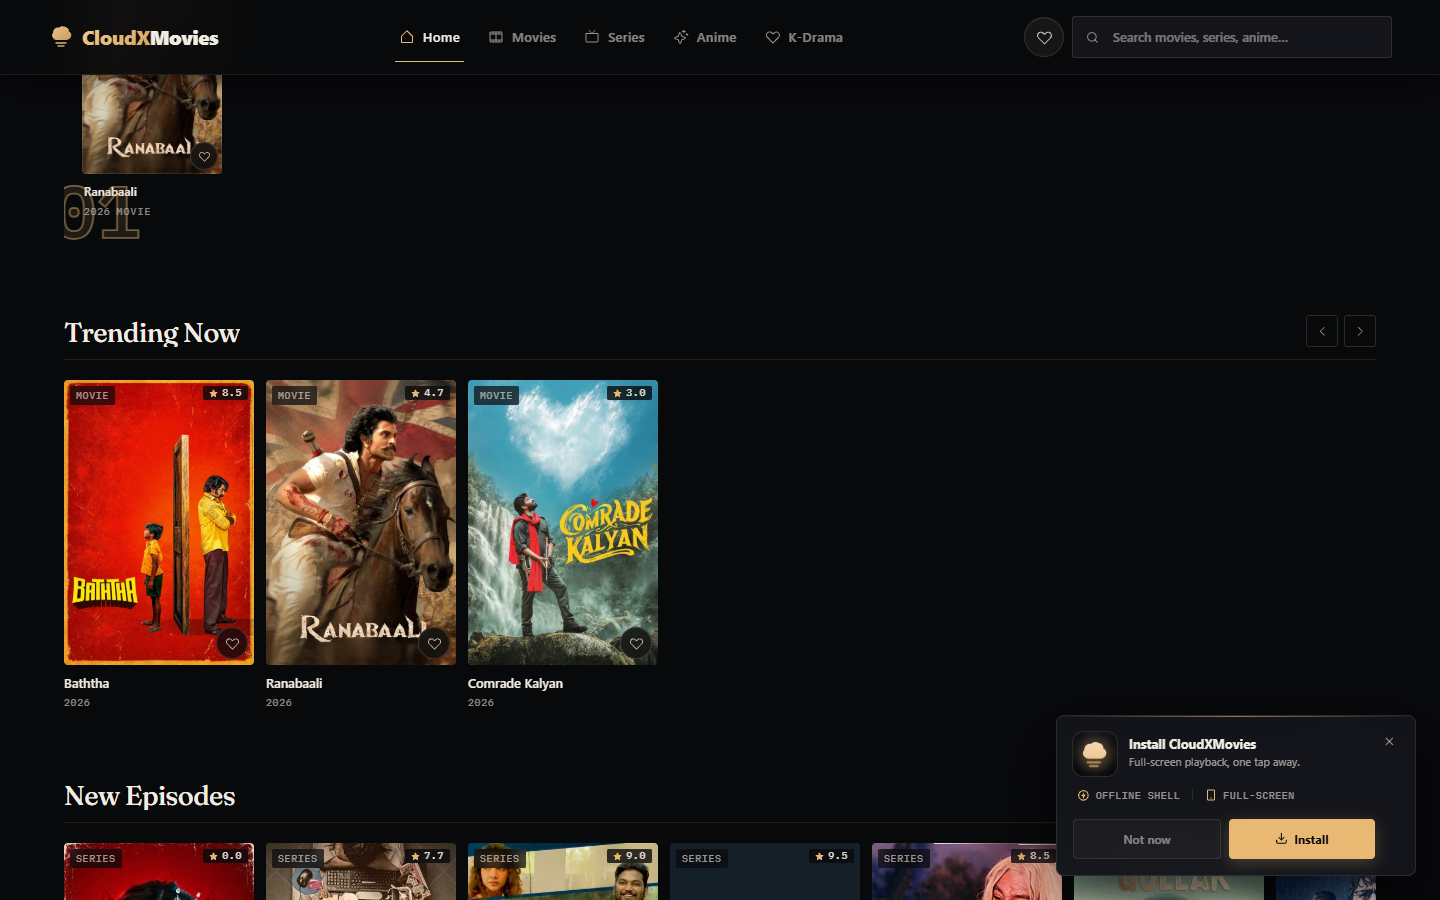 CloudXMovies
Home
Movies
Series
Anime
K-Drama
Search movies, series, anime...
RANABAALI
01
Ranabaali
2026 MOVIE
Trending Now
MOVIE
8.5
MOVIE
4.7
MOVIE
3.0
BATHTHA
RANABAALI
COMRADE
KALYAN
Baththa
2026
Ranabaali
2026
Comrade Kalyan
2026
Install CloudXMovies
Full-screen playback, one tap away.
OFFLINE SHELL
FULL-SCREEN
Not now
Install
New Episodes
SERIES
0.0
SERIES
7.7
SERIES
9.0
SERIES
9.5
SERIES
8.5
GULLAK